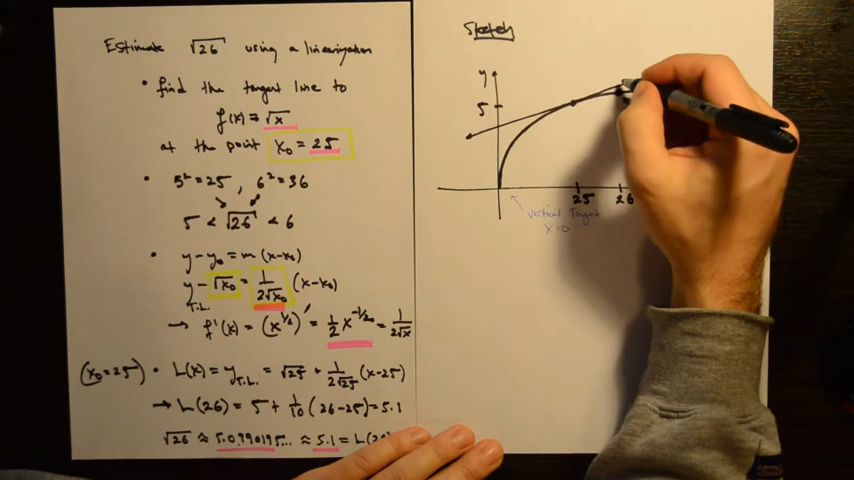 Estimate √26 using a linearization
• find the tangent line to
f(x) = √x
at the point x₀ = 25
• 5² = 25, 6² = 36
5 < √26 < 6
• y - y₀ = m (x-x₀)
y - √x₀ = 1/2√x₀ (x-x₀)
T.L.
→ f'(x) = (x^1/2)' = 1/2 x^-1/2 = 1/2√x
(x₀=25) • L(x) = y T.L. = √25 + 1/2√25 (x-25)
→ L(26) = 5 + 1/10 (26-25) = 5.1
√26 ≈ 5.0990195... ≈ 5.1 = L(2
Sketch
y
5
25 26
vertical Tangent
x=0